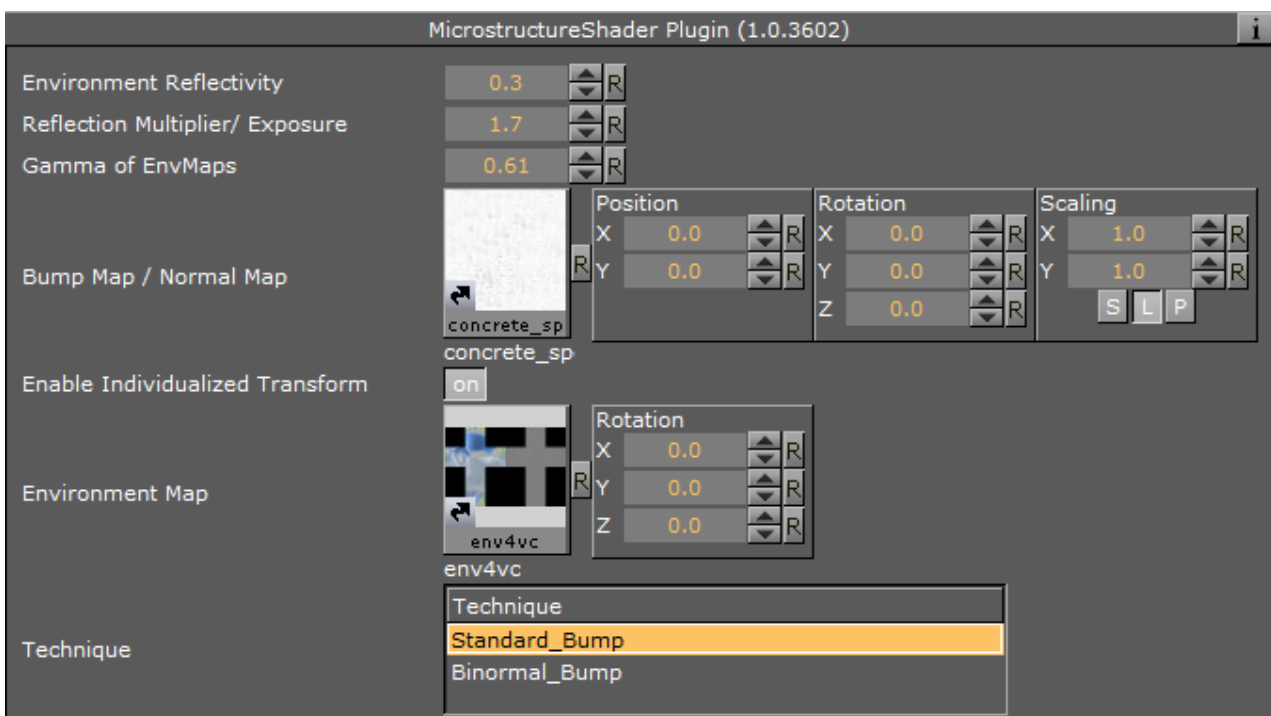 MicrostructureShader Plugin (1.0.3602) i
Environment Reflectivity 0.3 R
Reflection Multiplier/ Exposure 1.7 R
Gamma of EnvMaps 0.61 R
Position Rotation Scaling
X 0.0 R X 0.0 R X 1.0 R
Bump Map / Normal Map R Y 0.0 R Y 0.0 R Y 1.0 R
Z 0.0 R S L P
concrete_sp
concrete_sp
Enable Individualized Transform on
Rotation
X 0.0 R
Environment Map R Y 0.0 R
Z 0.0 R
env4vc
env4vc
Technique
Technique
Standard_Bump
Binormal_Bump